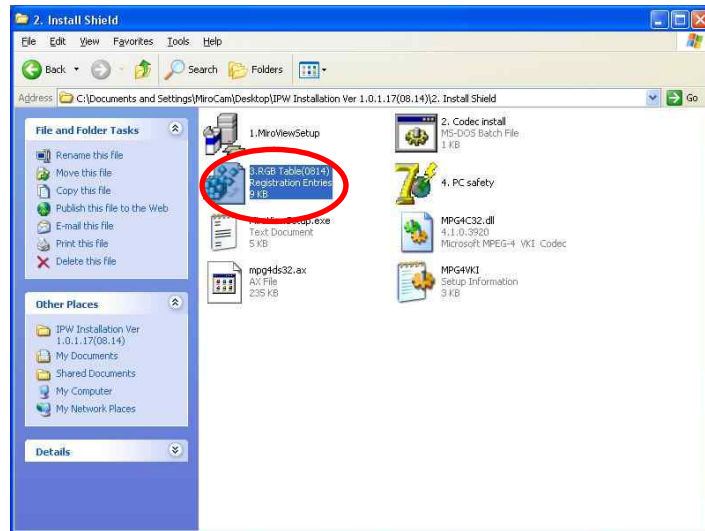 2. Install Shield
File Edit View Favorites Tools Help
Back Search Folders
Address C:\Documents and Settings\MiroCam\Desktop\IPW Installation Ver 1.0.1.17(08.14)\2. Install Shield Go
File and Folder Tasks
Rename this file
Move this file
Copy this file
Publish this file to the Web
E-mail this file
Print this file
Delete this file
Other Places
IPW Installation Ver
1.0.1.17(08.14)
My Documents
Shared Documents
My Computer
My Network Places
Details
1.MiroViewSetup
2. Codec install
MS-DOS Batch File
1 KB
3.RGB Table(0814)
Registration Entries
9 KB
4. PC safety
MiroViewSetup.exe
Text Document
5 KB
MPG4C32.dll
4.1.0.3920
Microsoft MPEG-4 VKI Codec
mpg4ds32.ax
AX File
235 KB
MPG4VKI
Setup Information
3 KB